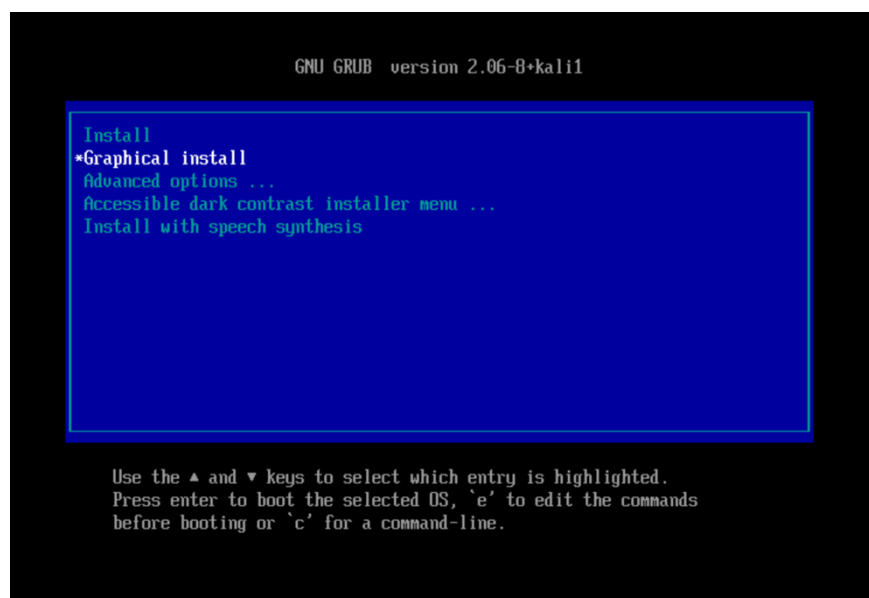 GNU GRUB  version 2.06-8+kali1
Install
*Graphical install
Advanced options ...
Accessible dark contrast installer menu ...
Install with speech synthesis
Use the ▲ and ▼ keys to select which entry is highlighted.
Press enter to boot the selected OS, `e' to edit the commands
before booting or `c' for a command-line.